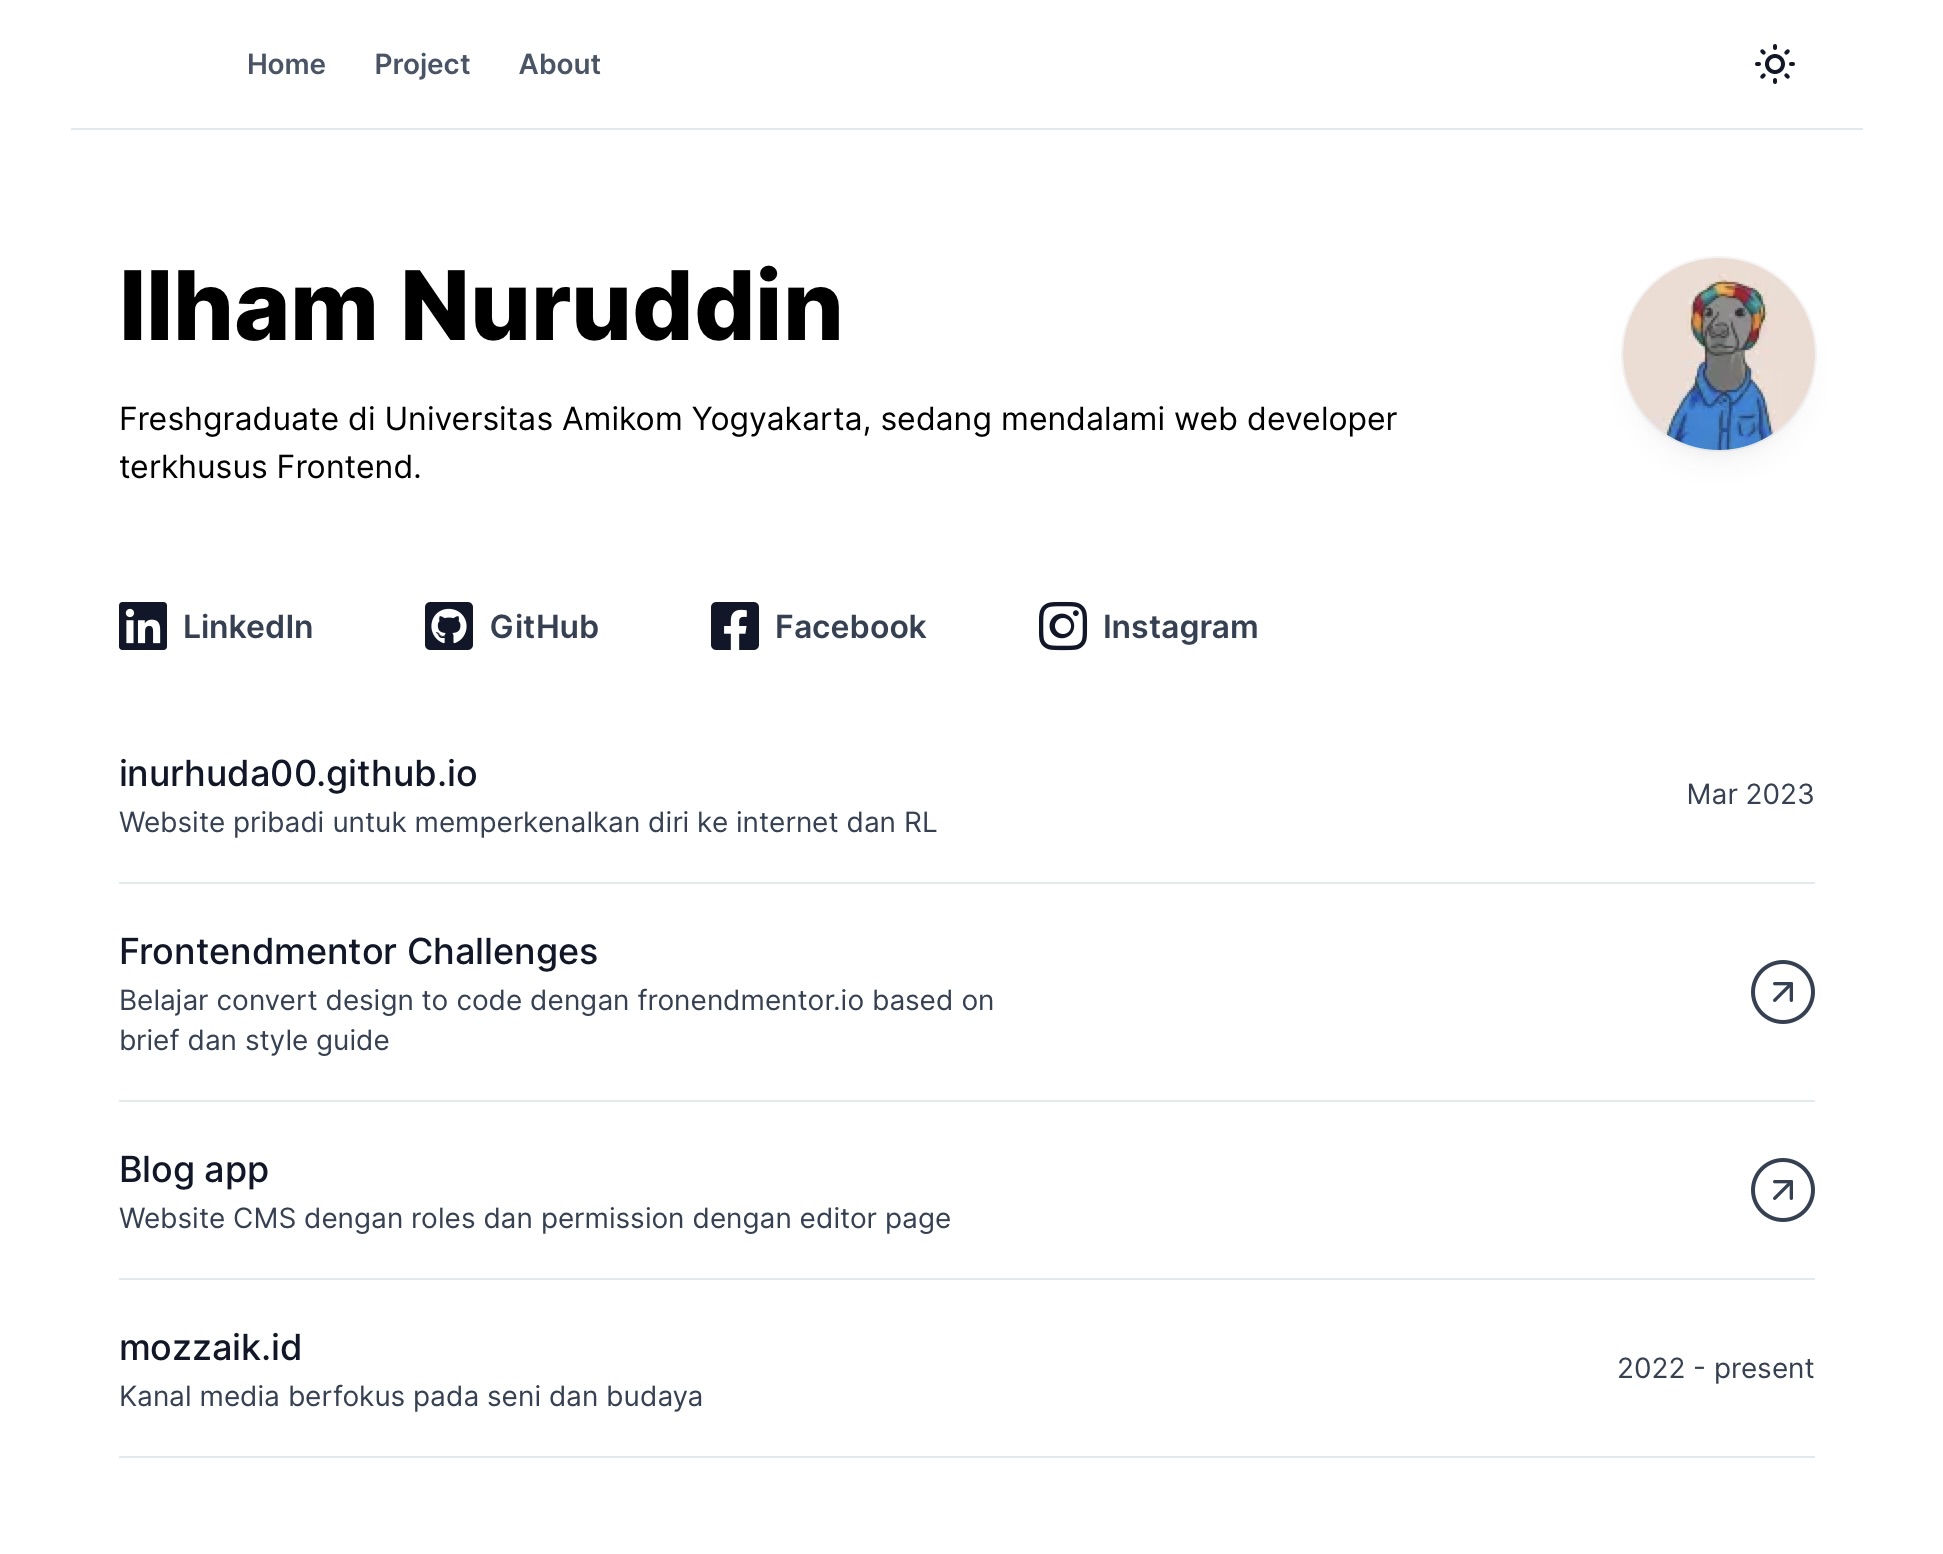 Home Project About
Ilham Nuruddin
Freshgraduate di Universitas Amikom Yogyakarta, sedang mendalami web developer
terkhusus Frontend.
LinkedIn GitHub Facebook Instagram
inurhuda00.github.io
Website pribadi untuk memperkenalkan diri ke internet dan RL
Mar 2023
Frontendmentor Challenges
Belajar convert design to code dengan fronendmentor.io based on
brief dan style guide
Blog app
Website CMS dengan roles dan permission dengan editor page
mozzaik.id
Kanal media berfokus pada seni dan budaya
2022 - present